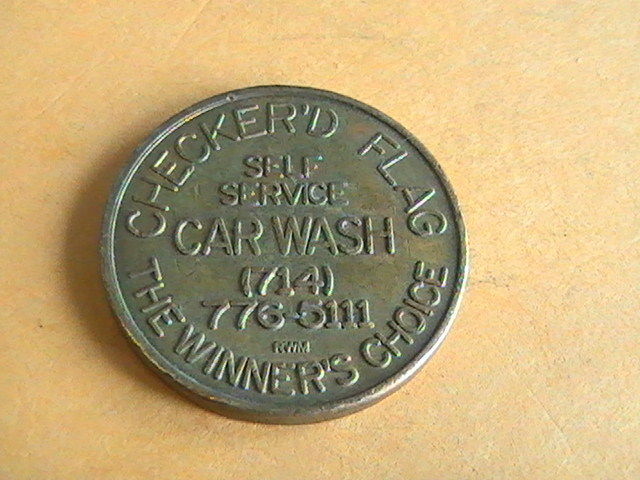 CHECKER'D FLAG
SELF
SERVICE
CAR WASH
(714)
776-5111
RWM
THE WINNER'S CHOICE